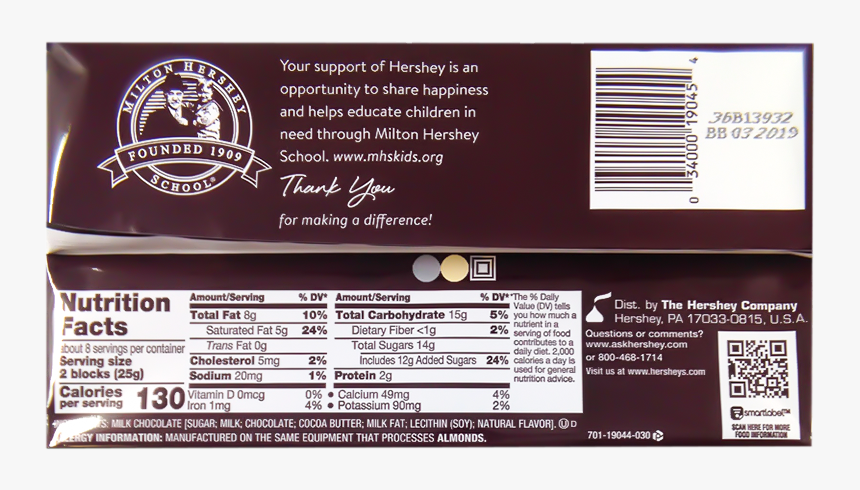 MILTON HERSHEY
FOUNDED 1909
SCHOOL®
Your support of Hershey is an
opportunity to share happiness
and helps educate children in
need through Milton Hershey
School. www.mhskids.org
Thank You
for making a difference!
0 34000 19045 4
36B13932
BB 03 2019
Nutrition
Facts
about 8 servings per container
Serving size
2 blocks (25g)
Calories
per serving 130
Amount/Serving % DV*
Total Fat 8g 10%
Saturated Fat 5g 24%
Trans Fat 0g
Cholesterol 5mg 2%
Sodium 20mg 1%
Amount/Serving % DV*
Total Carbohydrate 15g 5%
Dietary Fiber <1g 2%
Total Sugars 14g
Includes 12g Added Sugars 24%
Protein 2g
Vitamin D 0mcg 0% • Calcium 49mg 4%
Iron 1mg 4% • Potassium 90mg 2%
*The % Daily
Value (DV) tells
you how much a
nutrient in a
serving of food
contributes to a
daily diet. 2,000
calories a day is
used for general
nutrition advice.
MILK CHOCOLATE [SUGAR; MILK; CHOCOLATE; COCOA BUTTER; MILK FAT; LECITHIN (SOY); NATURAL FLAVOR]. Ⓤ D
INFORMATION: MANUFACTURED ON THE SAME EQUIPMENT THAT PROCESSES ALMONDS.
Dist. by The Hershey Company
Hershey, PA 17033-0815, U.S.A.
Questions or comments?
www.askhershey.com
or 800-468-1714
Visit us at www.hersheys.com
smartlabel™
SCAN HERE FOR MORE
FOOD INFORMATION
701-19044-030